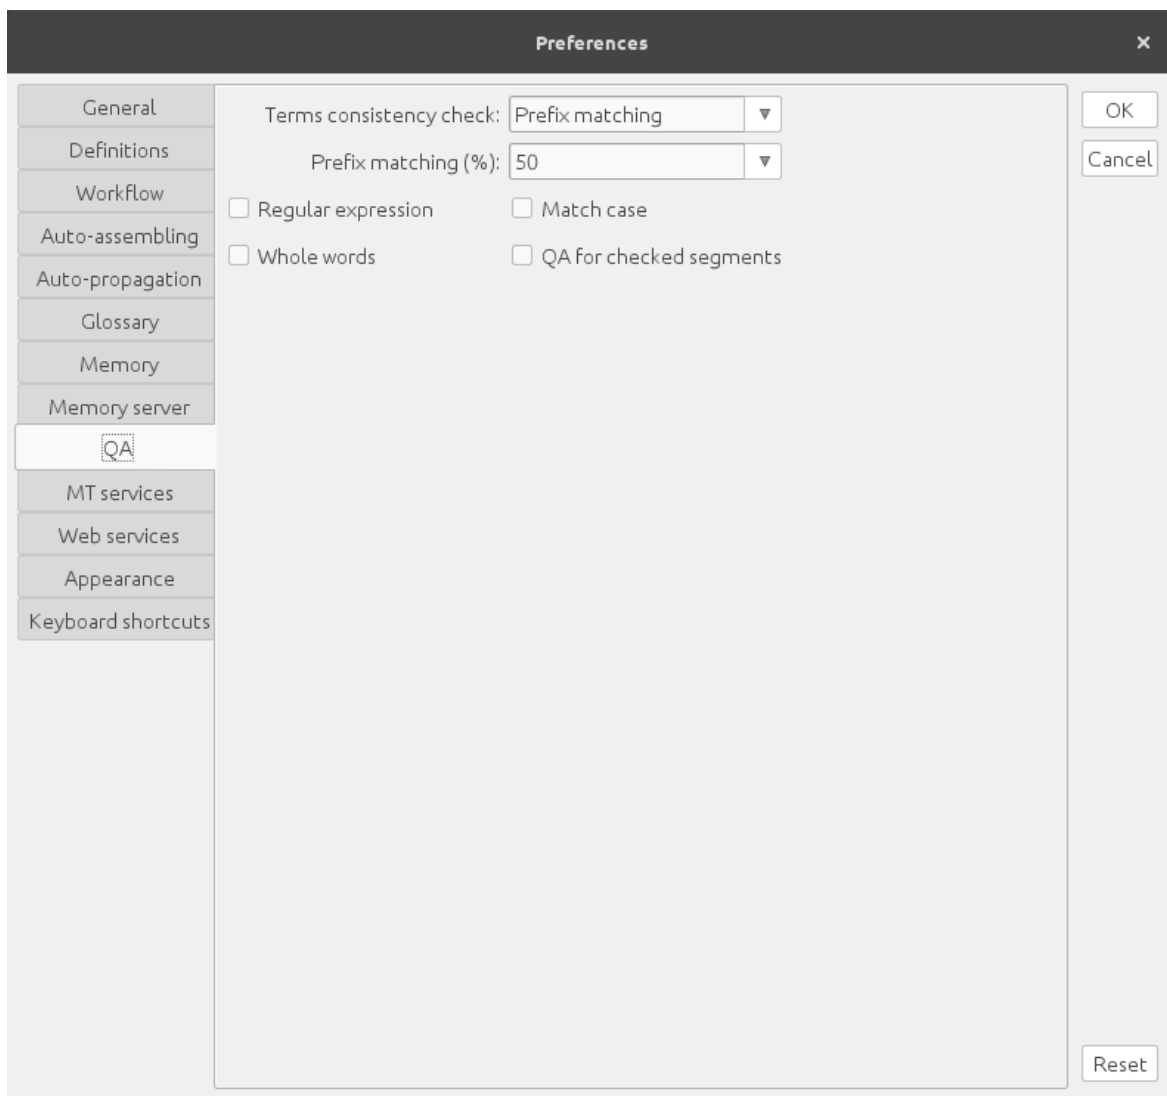 Preferences
General
Definitions
Workflow
Auto-assembling
Auto-propagation
Glossary
Memory
Memory server
QA
MT services
Web services
Appearance
Keyboard shortcuts
Terms consistency check: Prefix matching
Prefix matching (%): 50
Regular expression Match case
Whole words QA for checked segments
OK
Cancel
Reset